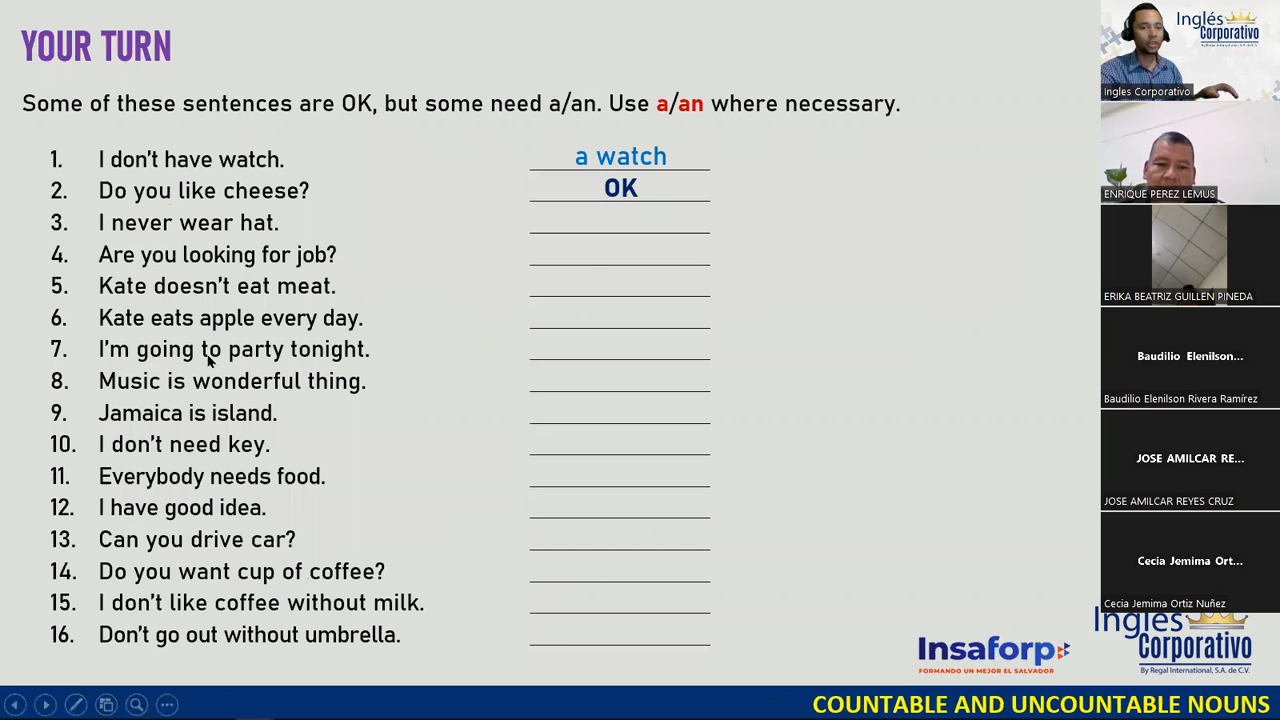 YOUR TURN
Some of these sentences are OK, but some need a/an. Use a/an where necessary.
1. I don't have watch. a watch
2. Do you like cheese? OK
3. I never wear hat.
4. Are you looking for job?
5. Kate doesn't eat meat.
6. Kate eats apple every day.
7. I'm going to party tonight.
8. Music is wonderful thing.
9. Jamaica is island.
10. I don't need key.
11. Everybody needs food.
12. I have good idea.
13. Can you drive car?
14. Do you want cup of coffee?
15. I don't like coffee without milk.
16. Don't go out without umbrella.
Insaforp
FORMANDO UN MEJOR EL SALVADOR
Inglés
Corporativo
By Regal International, S.A. de C.V.
COUNTABLE AND UNCOUNTABLE NOUNS
Inglés
Corporativo
By Regal International, S.A. de C.V.
Ingles Corporativo
ENRIQUE PEREZ LEMUS
ERIKA BEATRIZ GUILLEN PINEDA
Baudilio Elenilson...
Baudilio Elenilson Rivera Ramírez
JOSE AMILCAR RE...
JOSE AMILCAR REYES CRUZ
Cecia Jemima Ort...
Cecia Jemima Ortiz Nuñez